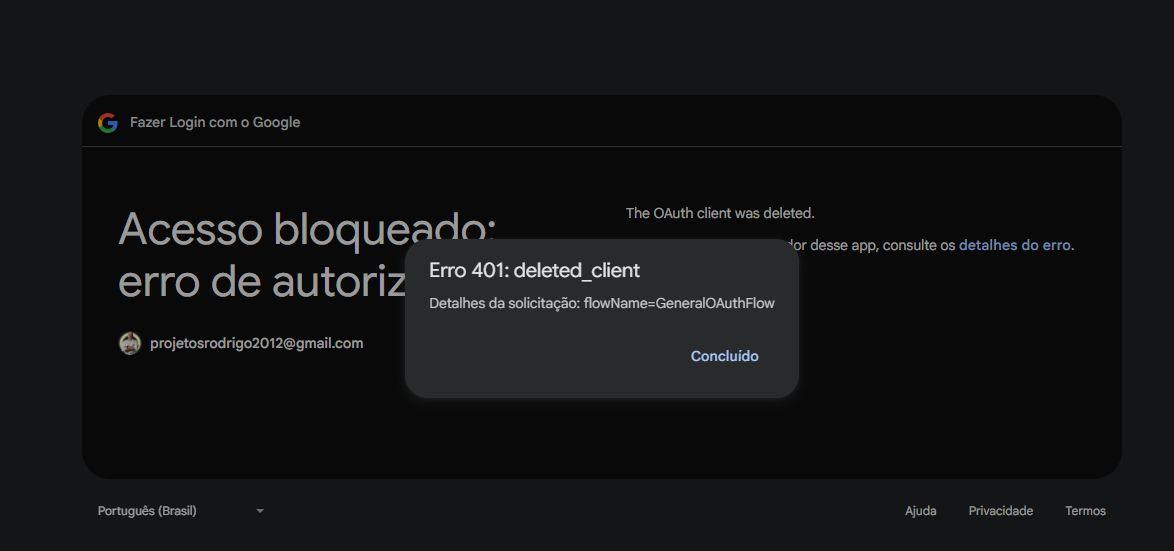 Fazer Login com o Google
Acesso bloqueado:
erro de autoriz
projetosrodrigo2012@gmail.com
The OAuth client was deleted.
desse app, consulte os detalhes do erro.
Erro 401: deleted_client
Detalhes da solicitação: flowName=GeneralOAuthFlow
Concluído
Português (Brasil)
Ajuda
Privacidade
Termos